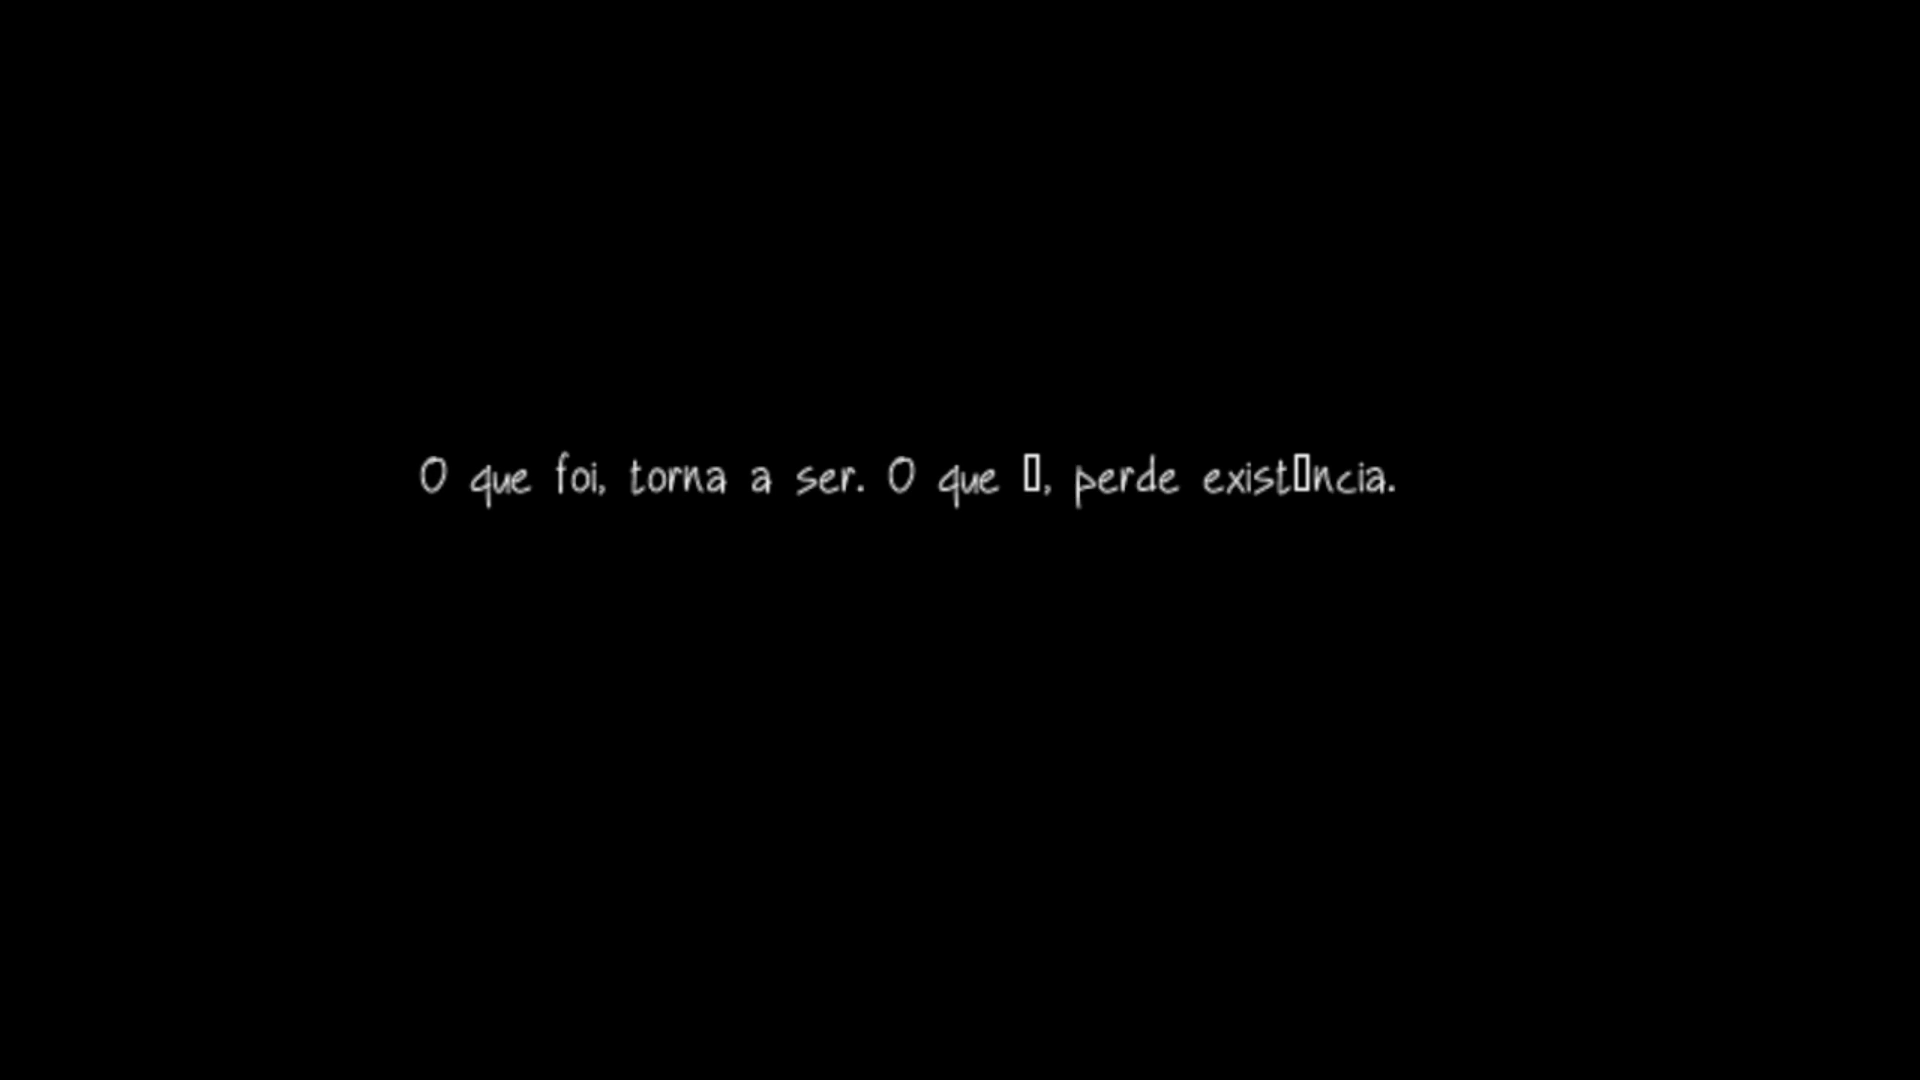 O que foi, torna a ser. O que ▯, perde exist▯ncia.